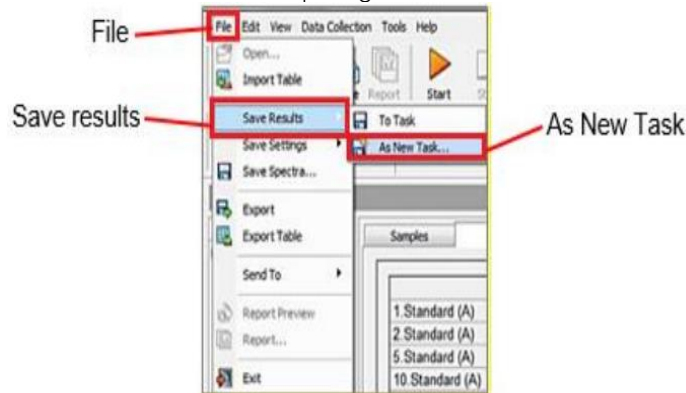 File
File Edit View Data Collection Tools Help
Open...
Import Table
Report Start
Save results
Save Results To Task
As New Task
Save Settings As New Task...
Save Spectra...
Export
Export Table
Samples
Send To
Report Preview
1.Standard (A)
Report...
2.Standard (A)
5.Standard (A)
Exit
10.Standard (A)